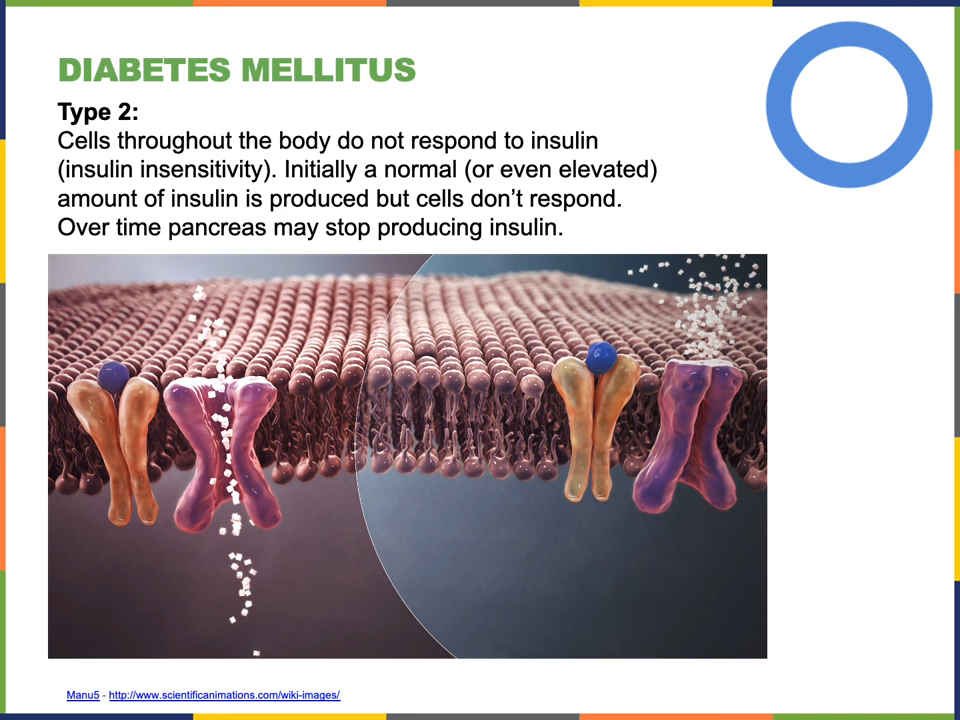 DIABETES MELLITUS
Type 2:
Cells throughout the body do not respond to insulin
(insulin insensitivity). Initially a normal (or even elevated)
amount of insulin is produced but cells don’t respond.
Over time pancreas may stop producing insulin.
Manu5 - http://www.scientificanimations.com/wiki-images/